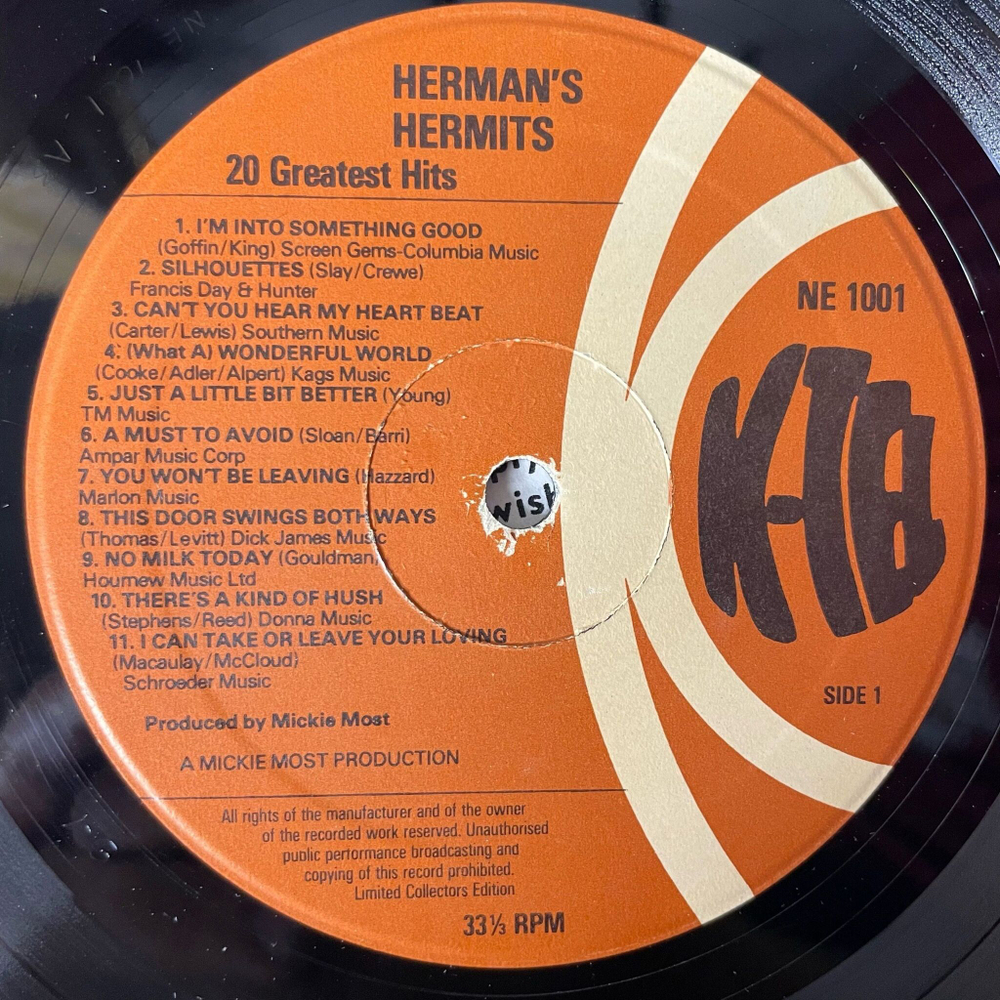 HERMAN'S
HERMITS
20 Greatest Hits
1. I'M INTO SOMETHING GOOD
(Goffin/King) Screen Gems-Columbia Music
2. SILHOUETTES (Slay/Crewe)
Francis Day & Hunter
3. CAN'T YOU HEAR MY HEART BEAT
(Carter/Lewis) Southern Music
4: (What A) WONDERFUL WORLD
(Cooke/Adler/Alpert) Kags Music
5. JUST A LITTLE BIT BETTER (Young)
TM Music
6. A MUST TO AVOID (Sloan/Barri)
Ampar Music Corp
7. YOU WON'T BE LEAVING (Hazzard)
Marlon Music
8. THIS DOOR SWINGS BOTH WAYS
(Thomas/Levitt) Dick James Music
9. NO MILK TODAY (Gouldman)
Hournew Music Ltd
10. THERE'S A KIND OF HUSH
(Stephens/Reed) Donna Music
11. I CAN TAKE OR LEAVE YOUR LOVING
(Macaulay/McCloud)
Schroeder Music
Produced by Mickie Most
A MICKIE MOST PRODUCTION
All rights of the manufacturer and of the owner
of the recorded work reserved. Unauthorised
public performance broadcasting and
copying of this record prohibited.
Limited Collectors Edition
33⅓ RPM
NE 1001
SIDE 1
wish